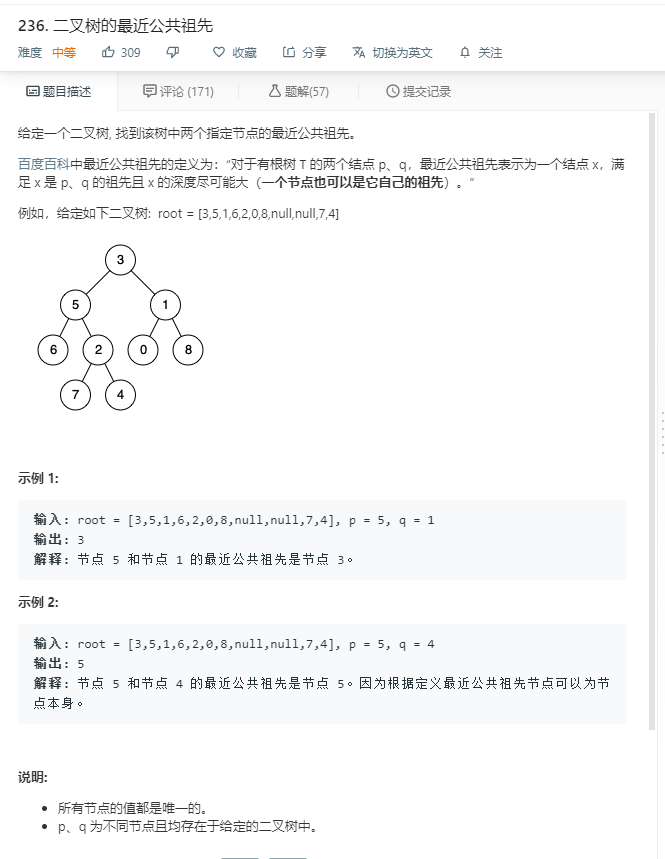 236. 二叉树的最近公共祖先
难度 中等 309 收藏 分享 切换为英文 关注
题目描述 评论 (171) 题解(57) 提交记录
给定一个二叉树, 找到该树中两个指定节点的最近公共祖先。
百度百科中最近公共祖先的定义为：“对于有根树 T 的两个结点 p、q，最近公共祖先表示为一个结点 x，满
足 x 是 p、q 的祖先且 x 的深度尽可能大（一个节点也可以是它自己的祖先）。”
例如，给定如下二叉树: root = [3,5,1,6,2,0,8,null,null,7,4]
3
5 1
6 2 0 8
7 4
示例 1:
输入: root = [3,5,1,6,2,0,8,null,null,7,4], p = 5, q = 1
输出: 3
解释: 节点 5 和节点 1 的最近公共祖先是节点 3。
示例 2:
输入: root = [3,5,1,6,2,0,8,null,null,7,4], p = 5, q = 4
输出: 5
解释: 节点 5 和节点 4 的最近公共祖先是节点 5。因为根据定义最近公共祖先节点可以为节
点本身。
说明:
所有节点的值都是唯一的。
p、q 为不同节点且均存在于给定的二叉树中。